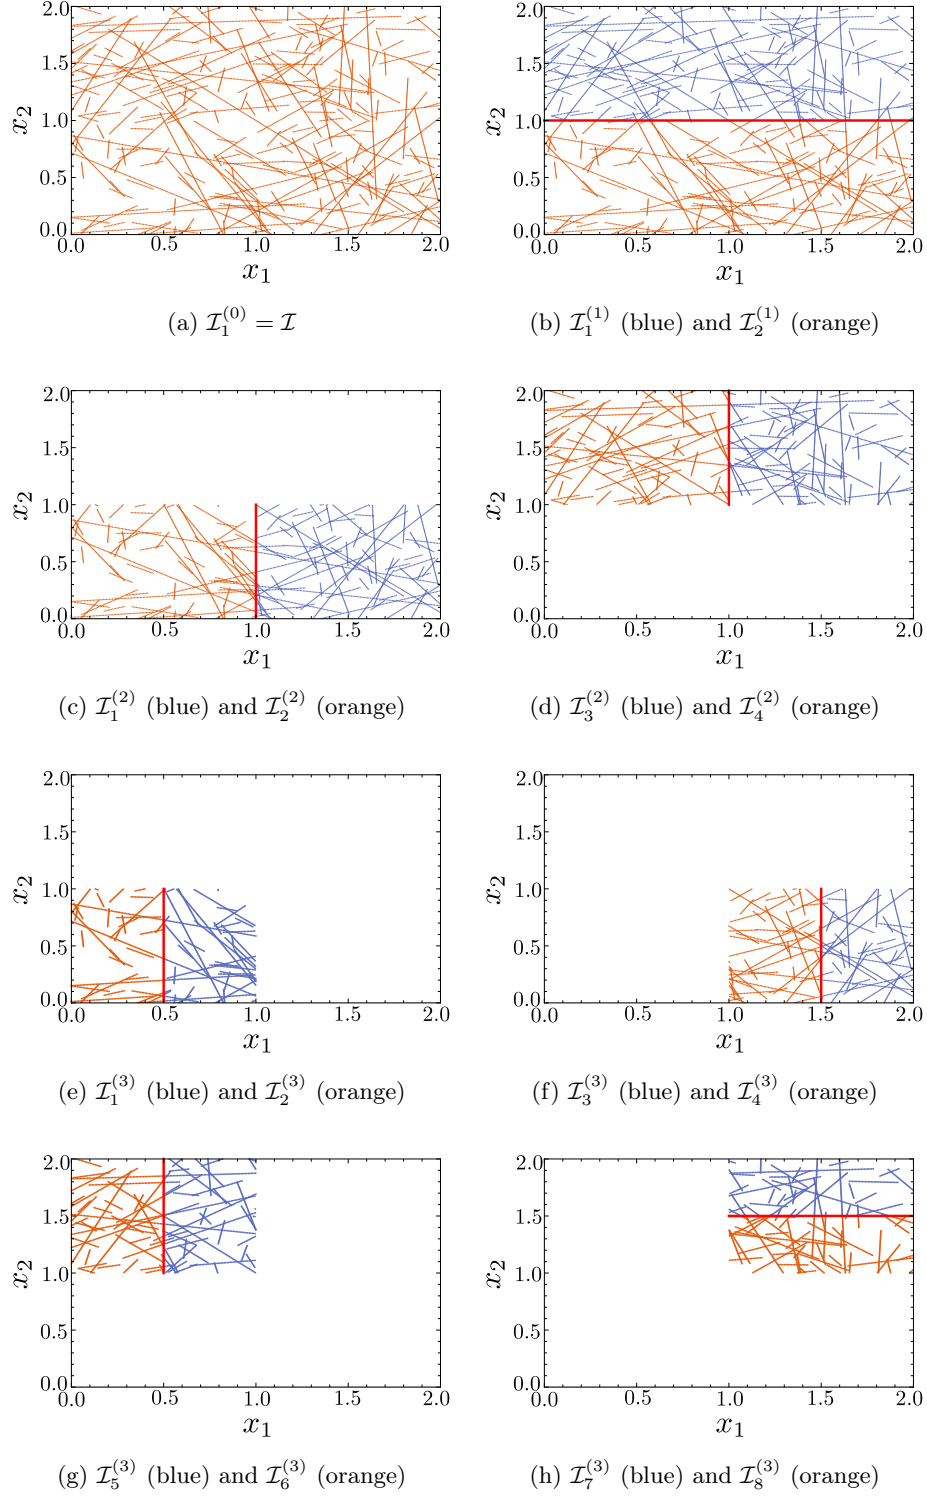 2.0 2.0
1.5 1.5
x₂ 1.0 x₂ 1.0
0.5 0.5
0.0 0.0
0.0 0.5 1.0 1.5 2.0 0.0 0.5 1.0 1.5 2.0
x₁ x₁
(a) ℐ₁⁽⁰⁾ = ℐ (b) ℐ₁⁽¹⁾ (blue) and ℐ₂⁽¹⁾ (orange)
2.0 2.0
1.5 1.5
x₂ 1.0 x₂ 1.0
0.5 0.5
0.0 0.0
0.0 0.5 1.0 1.5 2.0 0.0 0.5 1.0 1.5 2.0
x₁ x₁
(c) ℐ₁⁽²⁾ (blue) and ℐ₂⁽²⁾ (orange) (d) ℐ₃⁽²⁾ (blue) and ℐ₄⁽²⁾ (orange)
2.0 2.0
1.5 1.5
x₂ 1.0 x₂ 1.0
0.5 0.5
0.0 0.0
0.0 0.5 1.0 1.5 2.0 0.0 0.5 1.0 1.5 2.0
x₁ x₁
(e) ℐ₁⁽³⁾ (blue) and ℐ₂⁽³⁾ (orange) (f) ℐ₃⁽³⁾ (blue) and ℐ₄⁽³⁾ (orange)
2.0 2.0
1.5 1.5
x₂ 1.0 x₂ 1.0
0.5 0.5
0.0 0.0
0.0 0.5 1.0 1.5 2.0 0.0 0.5 1.0 1.5 2.0
x₁ x₁
(g) ℐ₅⁽³⁾ (blue) and ℐ₆⁽³⁾ (orange) (h) ℐ₇⁽³⁾ (blue) and ℐ₈⁽³⁾ (orange)